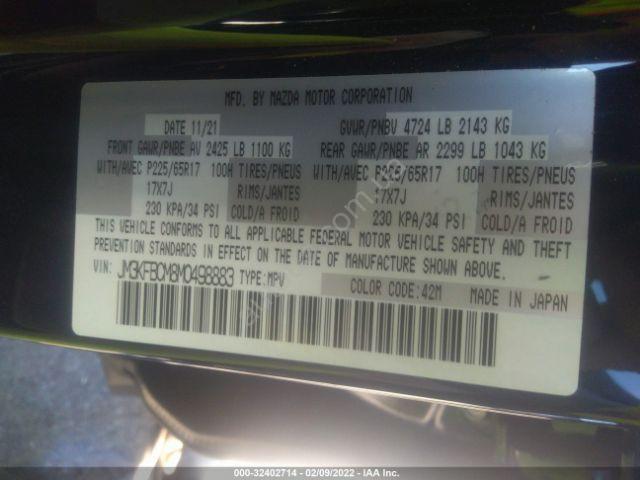 MFD. BY MAZDA MOTOR CORPORATION
DATE 11/21 GVWR/PNBV 4724 LB 2143 KG
FRONT GAWR/PNBE AV 2425 LB 1100 KG REAR GAWR/PNBE AR 2299 LB 1043 KG
WITH/AVEC P225/65R17 100H TIRES/PNEUS WITH/AVEC P225/65R17 100H TIRES/PNEUS
17X7J RIMS/JANTES 17X7J RIMS/JANTES
230 KPA/34 PSI COLD/A FROID 230 KPA/34 PSI COLD/A FROID
THIS VEHICLE CONFORMS TO ALL APPLICABLE FEDERAL MOTOR VEHICLE SAFETY AND THEFT
PREVENTION STANDARDS IN EFFECT ON THE DATE OF MANUFACTURE SHOWN ABOVE.
VIN: JM3KFBCM8M0498883 TYPE:MPV
COLOR CODE:42M MADE IN JAPAN
000-32402714 - 02/09/2022 - IAA Inc.